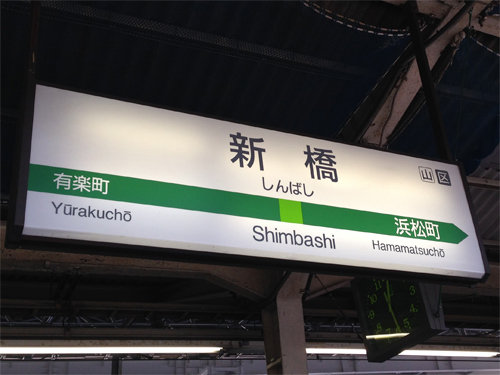 新橋
山 区
しんばし
有楽町
浜松町
Yūrakuchō
Shimbashi
Hamamatsuchō